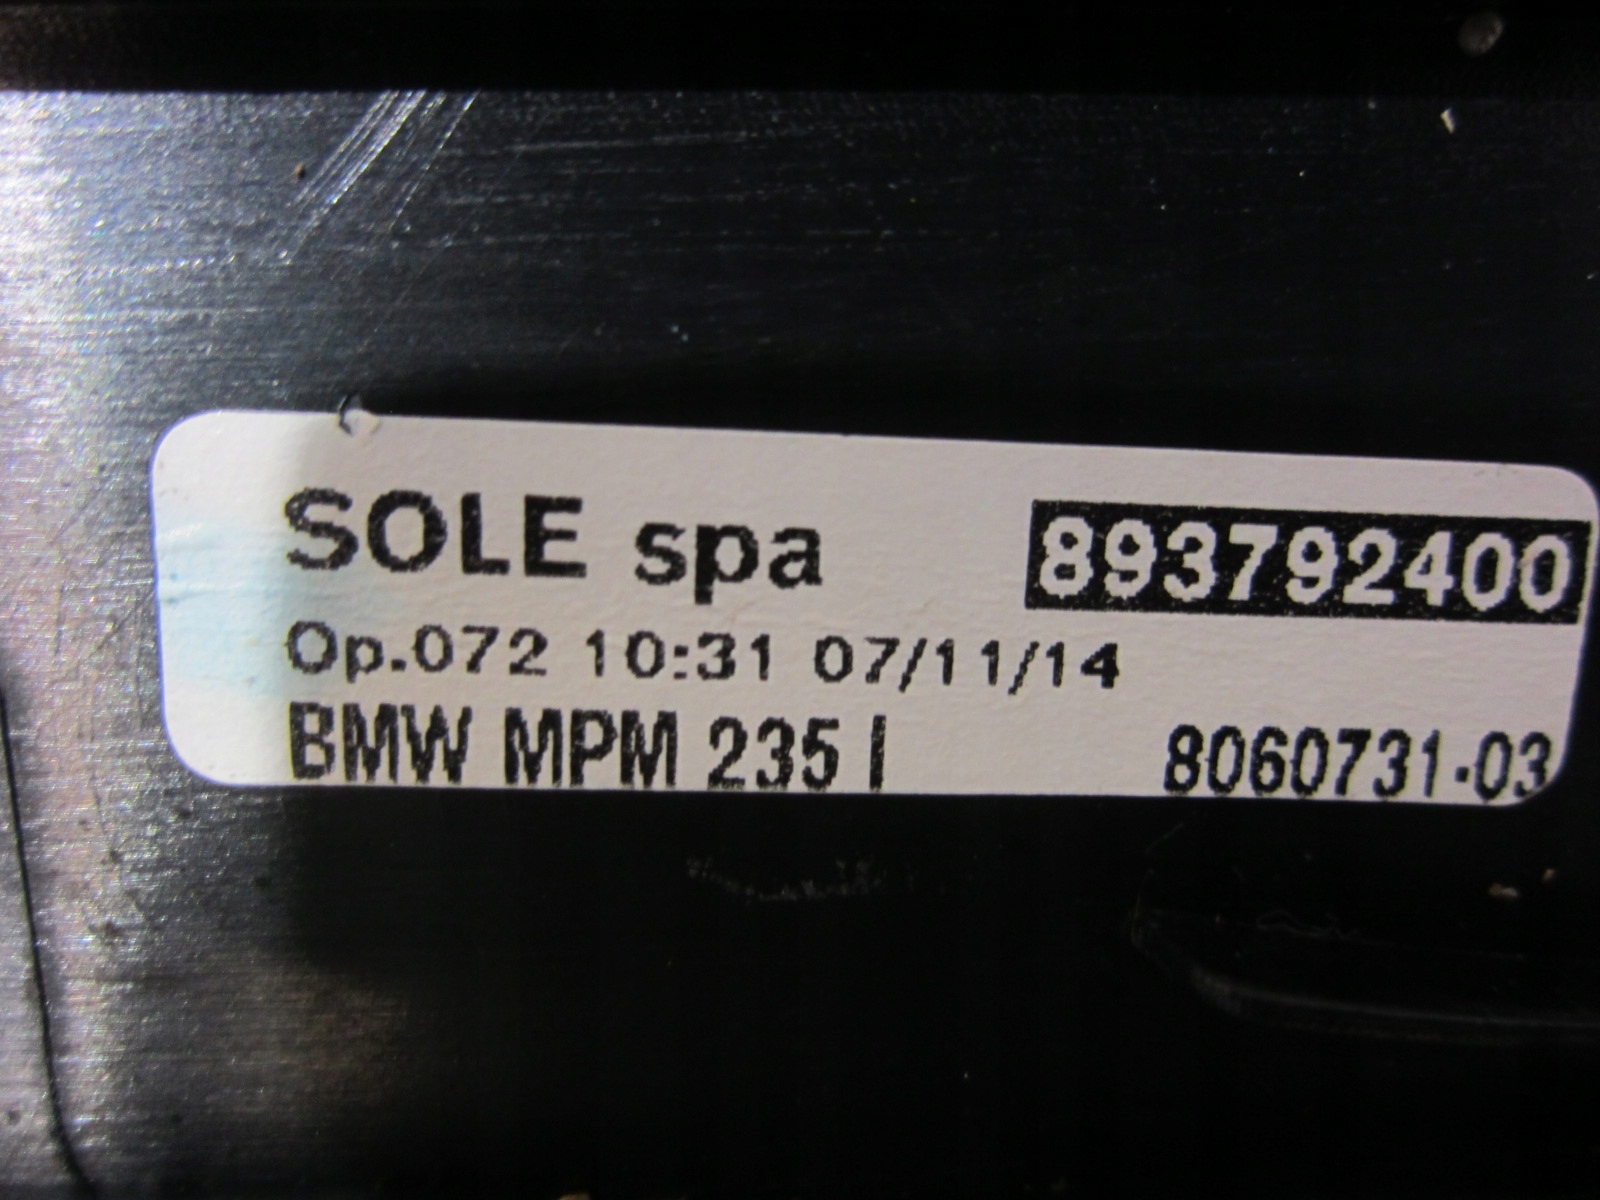 SOLE spa 893792400
Op.072 10:31 07/11/14
BMW MPM 235 I 8060731-03